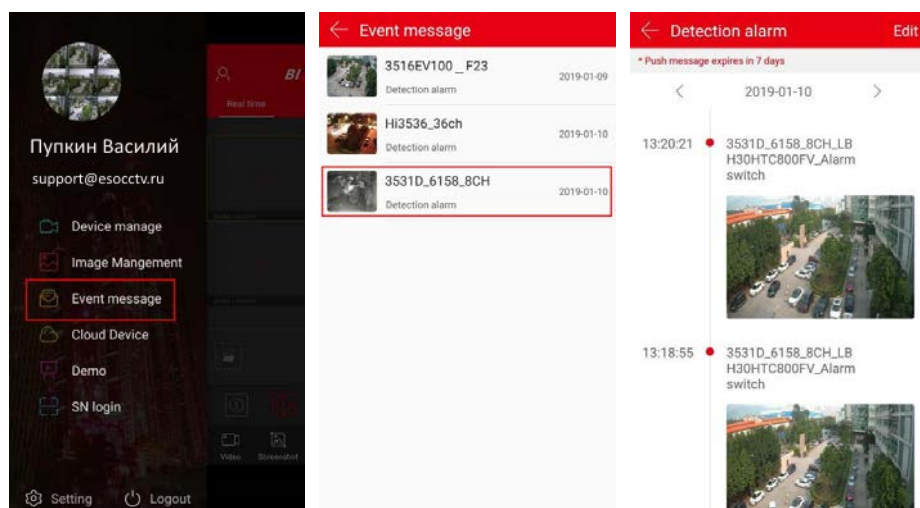 Пупкин Василий
support@esocctv.ru
Device manage
Image Mangement
Event message
Cloud Device
Demo
SN login
Setting
Logout
BI
Real time
Video
Screenshot
Event message
3516EV100 _ F23
2019-01-09
Detection alarm
Hi3536_36ch
2019-01-10
Detection alarm
3531D_6158_8CH
2019-01-10
Detection alarm
Detection alarm
Edit
* Push message expires in 7 days
2019-01-10
13:20:21
3531D_6158_8CH_LB
H30HTC800FV_Alarm
switch
13:18:55
3531D_6158_8CH_LB
H30HTC800FV_Alarm
switch